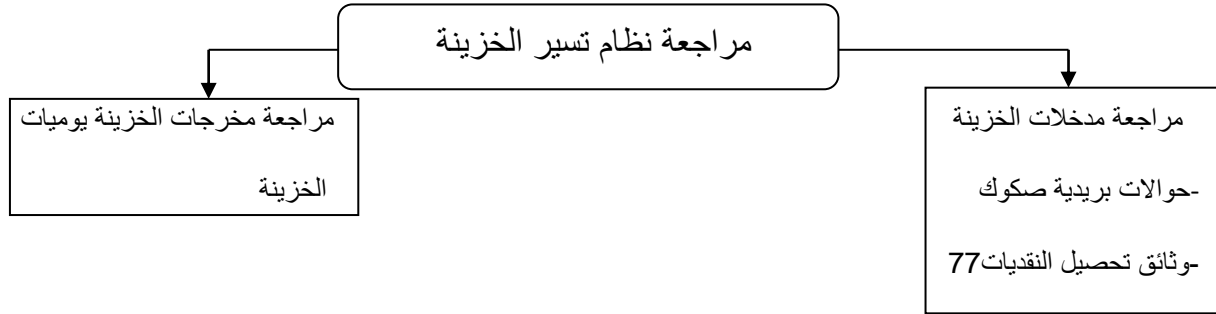 مراجعة نظام تسير الخزينة
مراجعة مدخلات الخزينة
-حوالات بريدية صكوك
-وثائق تحصيل النقديات77
مراجعة مخرجات الخزينة يوميات
الخزينة